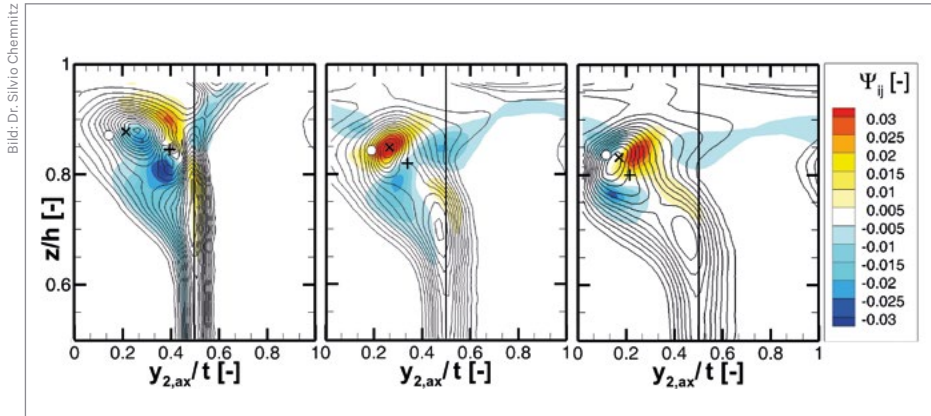 Bild: Dr. Silvio Chemnitz
z/h [-]
1
0.8
0.6
0 0.2 0.4 0.6 0.8 1
y2,ax/ t [-]
0 0.2 0.4 0.6 0.8 1
y2,ax/ t [-]
0 0.2 0.4 0.6 0.8 1
y2,ax/ t [-]
Ψij [-]
0.03
0.025
0.02
0.01
0.005
-0.005
-0.01
-0.015
-0.02
-0.025
-0.03